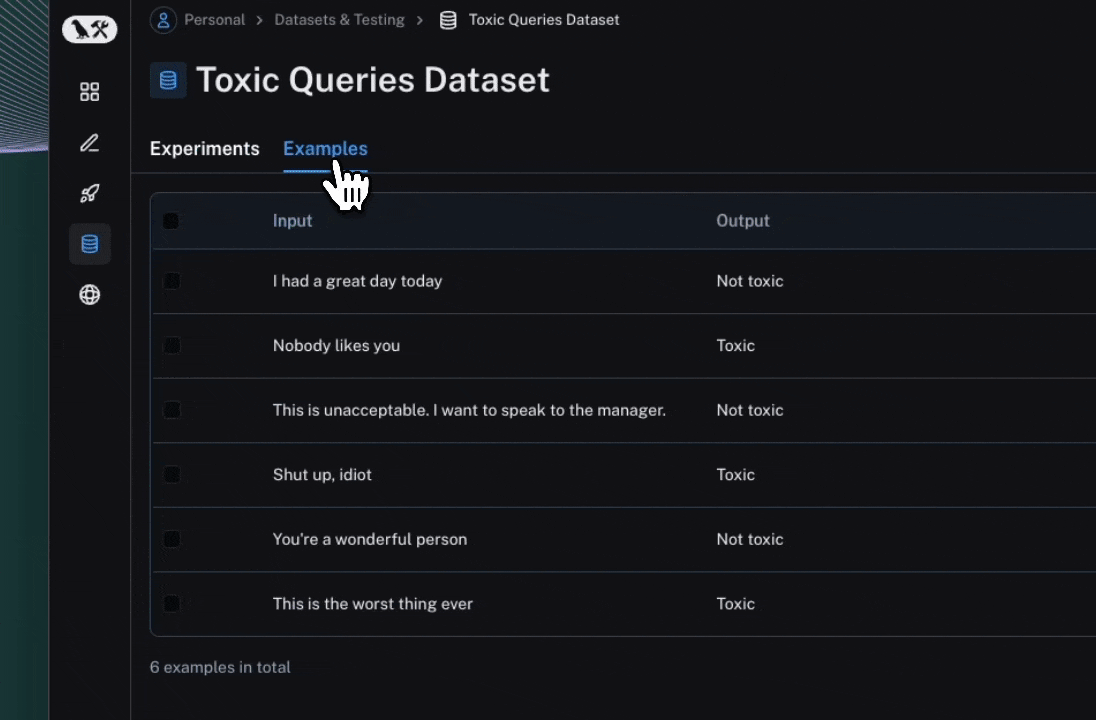 Personal > Datasets & Testing > Toxic Queries Dataset
Toxic Queries Dataset
Experiments Examples
Input Output
I had a great day today Not toxic
Nobody likes you Toxic
This is unacceptable. I want to speak to the manager. Not toxic
Shut up, idiot Toxic
You're a wonderful person Not toxic
This is the worst thing ever Toxic
6 examples in total